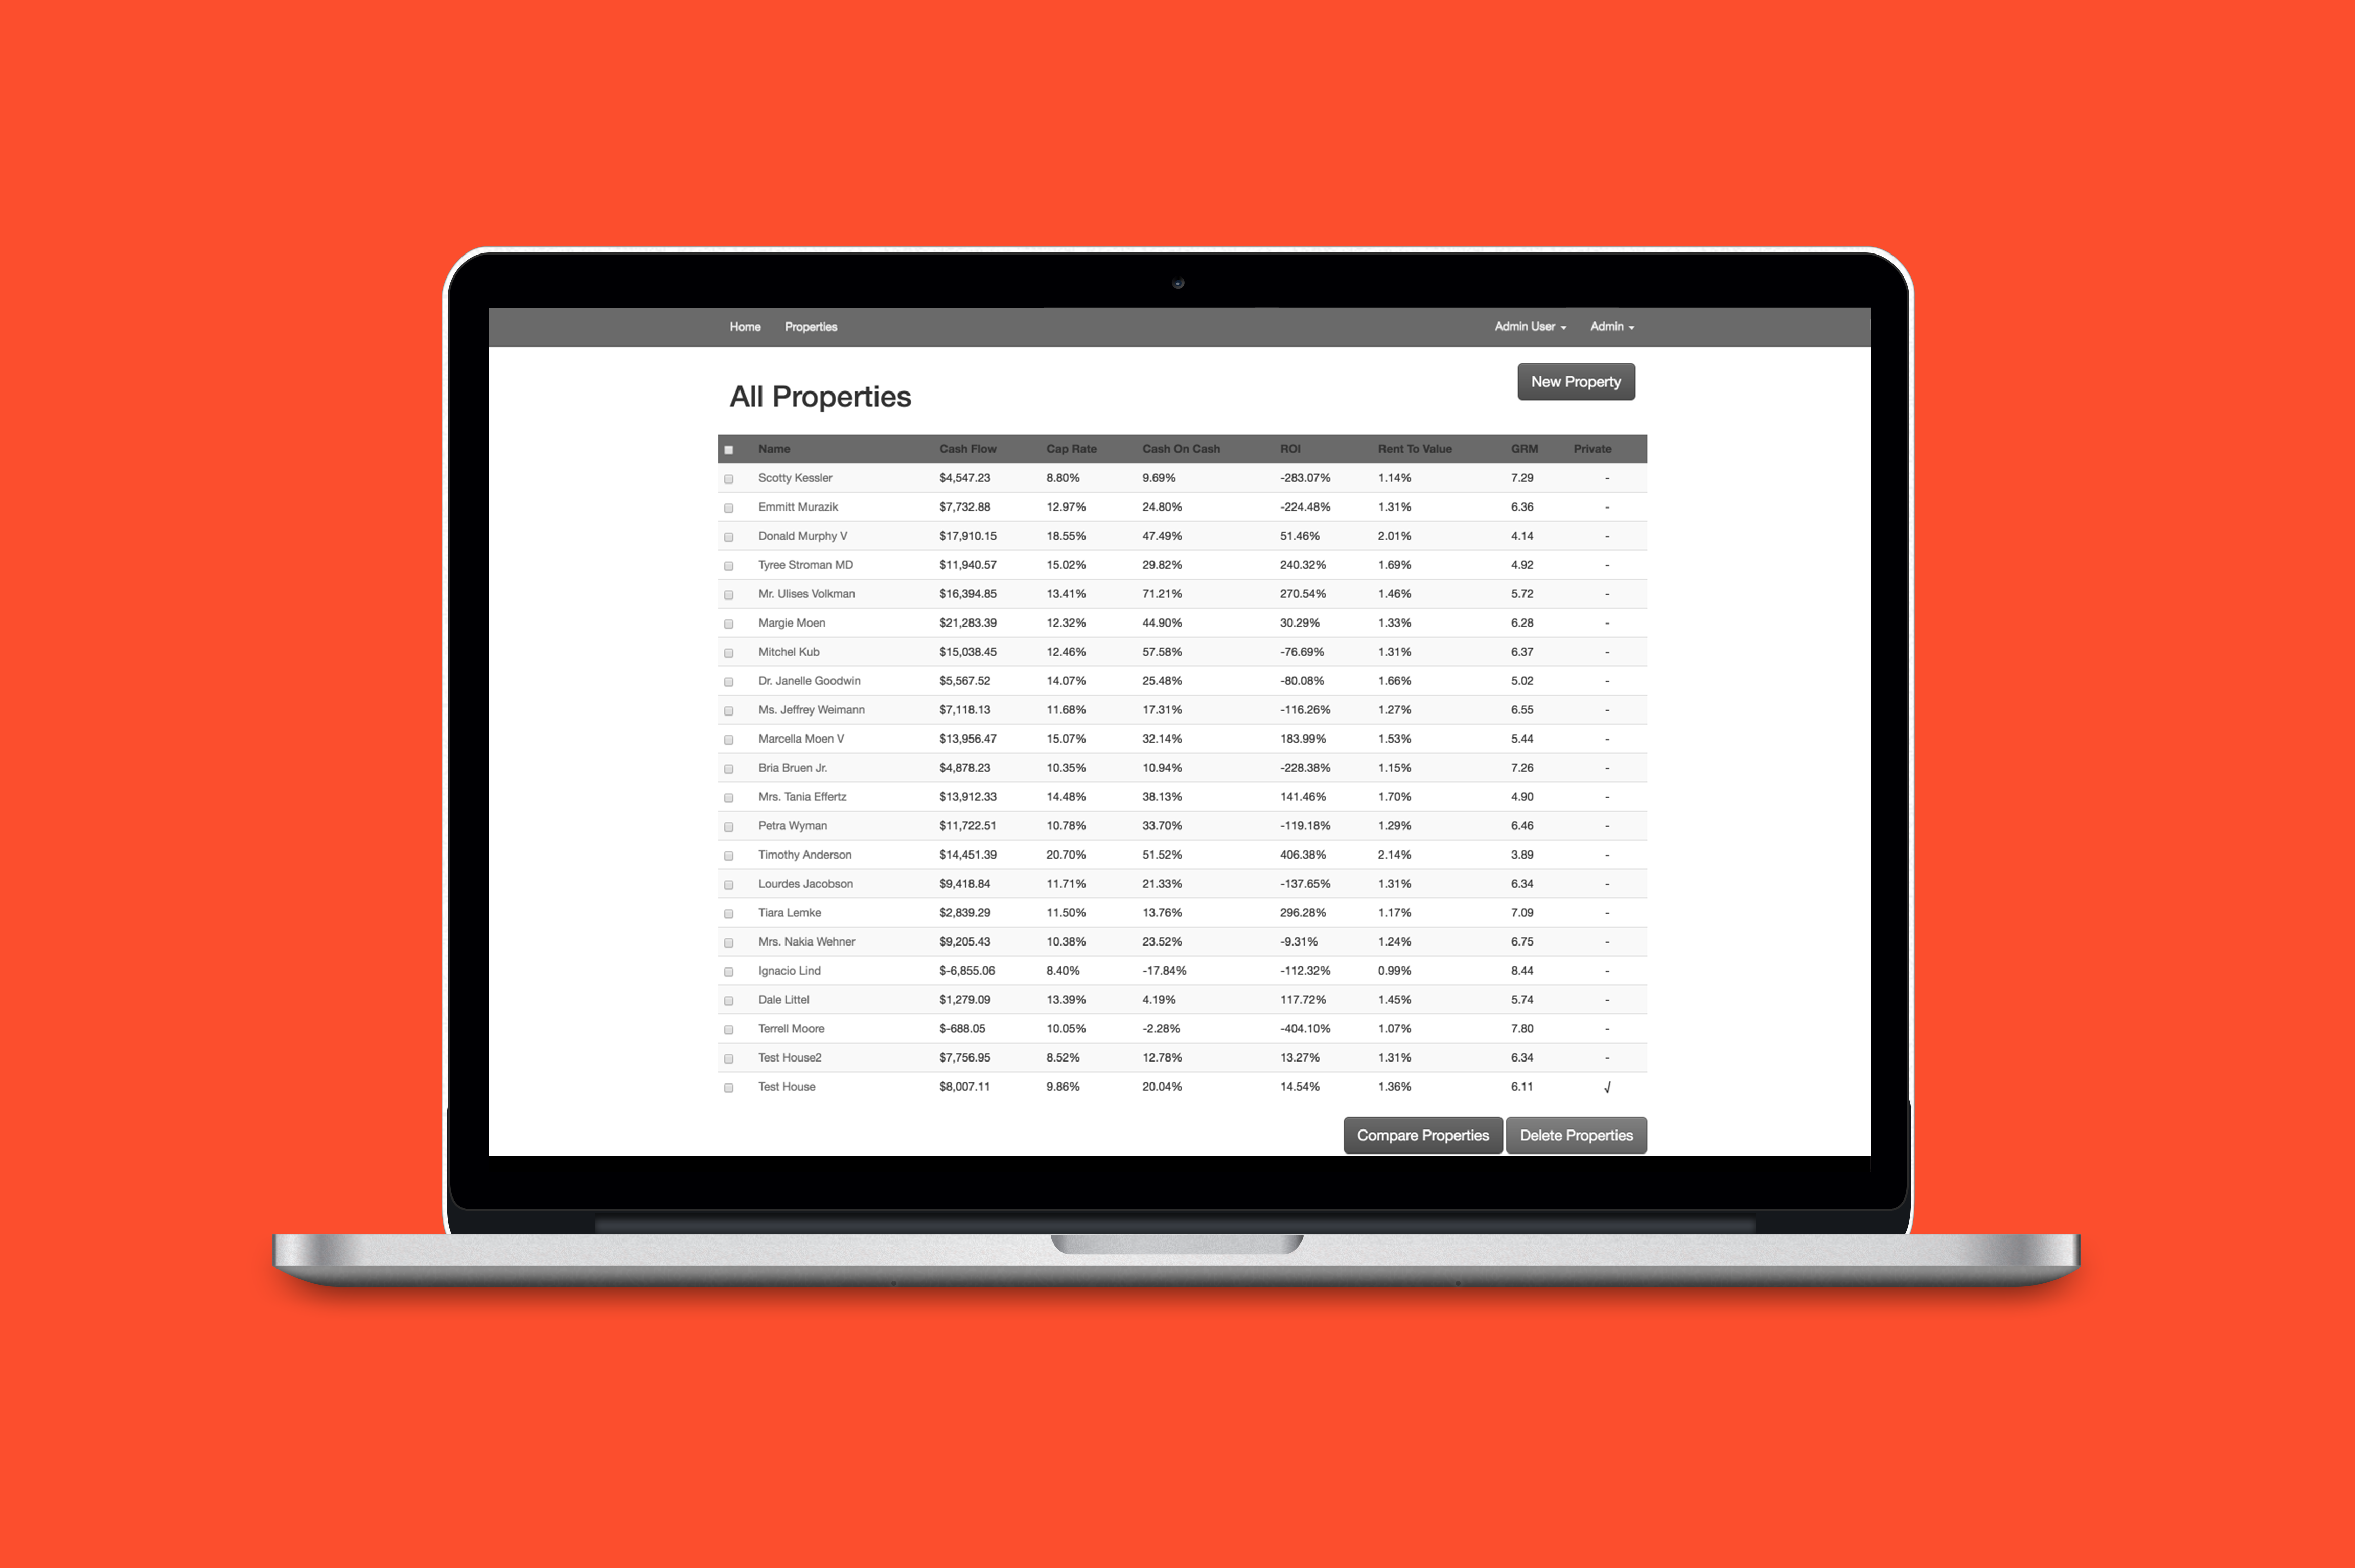 Home Properties Admin User Admin
New Property
All Properties
Name Cash Flow Cap Rate Cash On Cash ROI Rent To Value GRM Private
Scotty Kessler $4,547.23 8.80% 9.69% -283.07% 1.14% 7.29 -
Emmitt Murazik $7,732.88 12.97% 24.80% -224.48% 1.31% 6.36 -
Donald Murphy V $17,910.15 18.55% 47.49% 51.46% 2.01% 4.14 -
Tyree Stroman MD $11,940.57 15.02% 29.82% 240.32% 1.69% 4.92 -
Mr. Ulises Volkman $16,394.85 13.41% 71.21% 270.54% 1.46% 5.72 -
Margie Moen $21,283.39 12.32% 44.90% 30.29% 1.33% 6.28 -
Mitchel Kub $15,038.45 12.46% 57.58% -76.69% 1.31% 6.37 -
Dr. Janelle Goodwin $5,567.52 14.07% 25.48% -80.08% 1.66% 5.02 -
Ms. Jeffrey Weimann $7,118.13 11.68% 17.31% -116.26% 1.27% 6.55 -
Marcella Moen V $13,956.47 15.07% 32.14% 183.99% 1.53% 5.44 -
Bria Bruen Jr. $4,878.23 10.35% 10.94% -228.38% 1.15% 7.26 -
Mrs. Tania Effertz $13,912.33 14.48% 38.13% 141.46% 1.70% 4.90 -
Petra Wyman $11,722.51 10.78% 33.70% -119.18% 1.29% 6.46 -
Timothy Anderson $14,451.39 20.70% 51.52% 406.38% 2.14% 3.89 -
Lourdes Jacobson $9,418.84 11.71% 21.33% -137.65% 1.31% 6.34 -
Tiara Lemke $2,839.29 11.50% 13.76% 296.28% 1.17% 7.09 -
Mrs. Nakia Wehner $9,205.43 10.38% 23.52% -9.31% 1.24% 6.75 -
Ignacio Lind $-6,855.06 8.40% -17.84% -112.32% 0.99% 8.44 -
Dale Littel $1,279.09 13.39% 4.19% 117.72% 1.45% 5.74 -
Terrell Moore $-688.05 10.05% -2.28% -404.10% 1.07% 7.80 -
Test House2 $7,756.95 8.52% 12.78% 13.27% 1.31% 6.34 -
Test House $8,007.11 9.86% 20.04% 14.54% 1.36% 6.11 √
Compare Properties Delete Properties